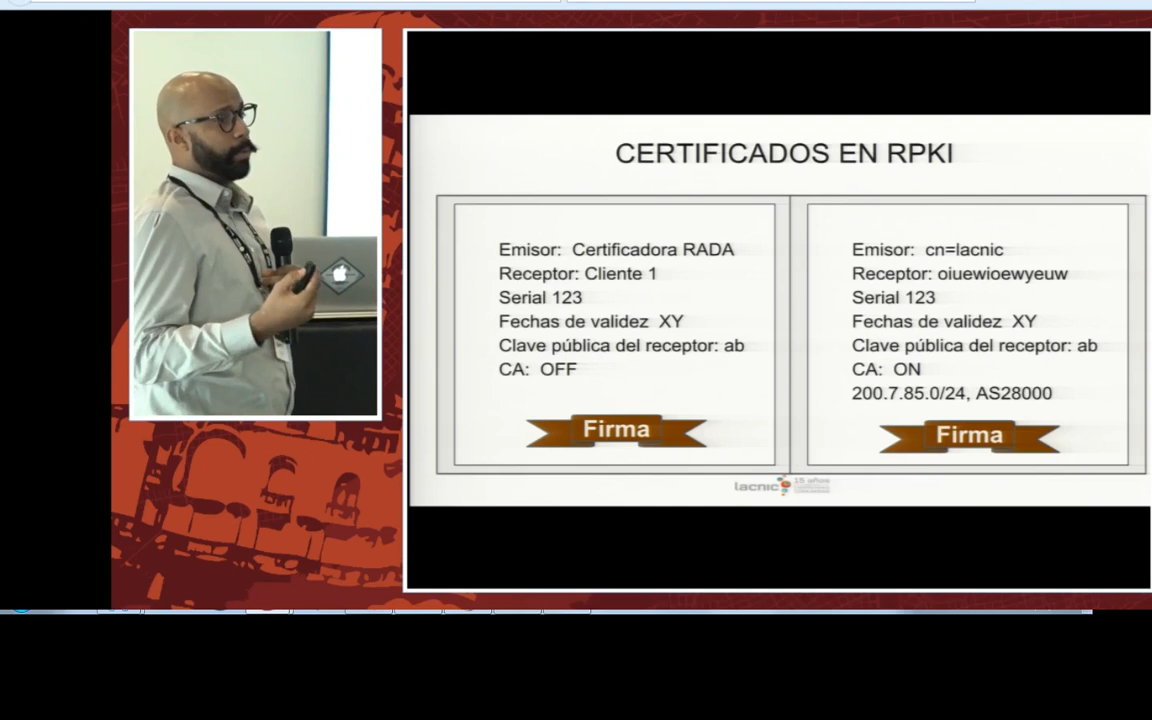 CERTIFICADOS EN RPKI
Emisor:  Certificadora RADA
Receptor: Cliente 1
Serial 123
Fechas de validez  XY
Clave pública del receptor: ab
CA:  OFF
Firma
Emisor:  cn=lacnic
Receptor: oiuewioewyeuw
Serial 123
Fechas de validez  XY
Clave pública del receptor: ab
CA:  ON
200.7.85.0/24, AS28000
Firma
lacnic 15 años